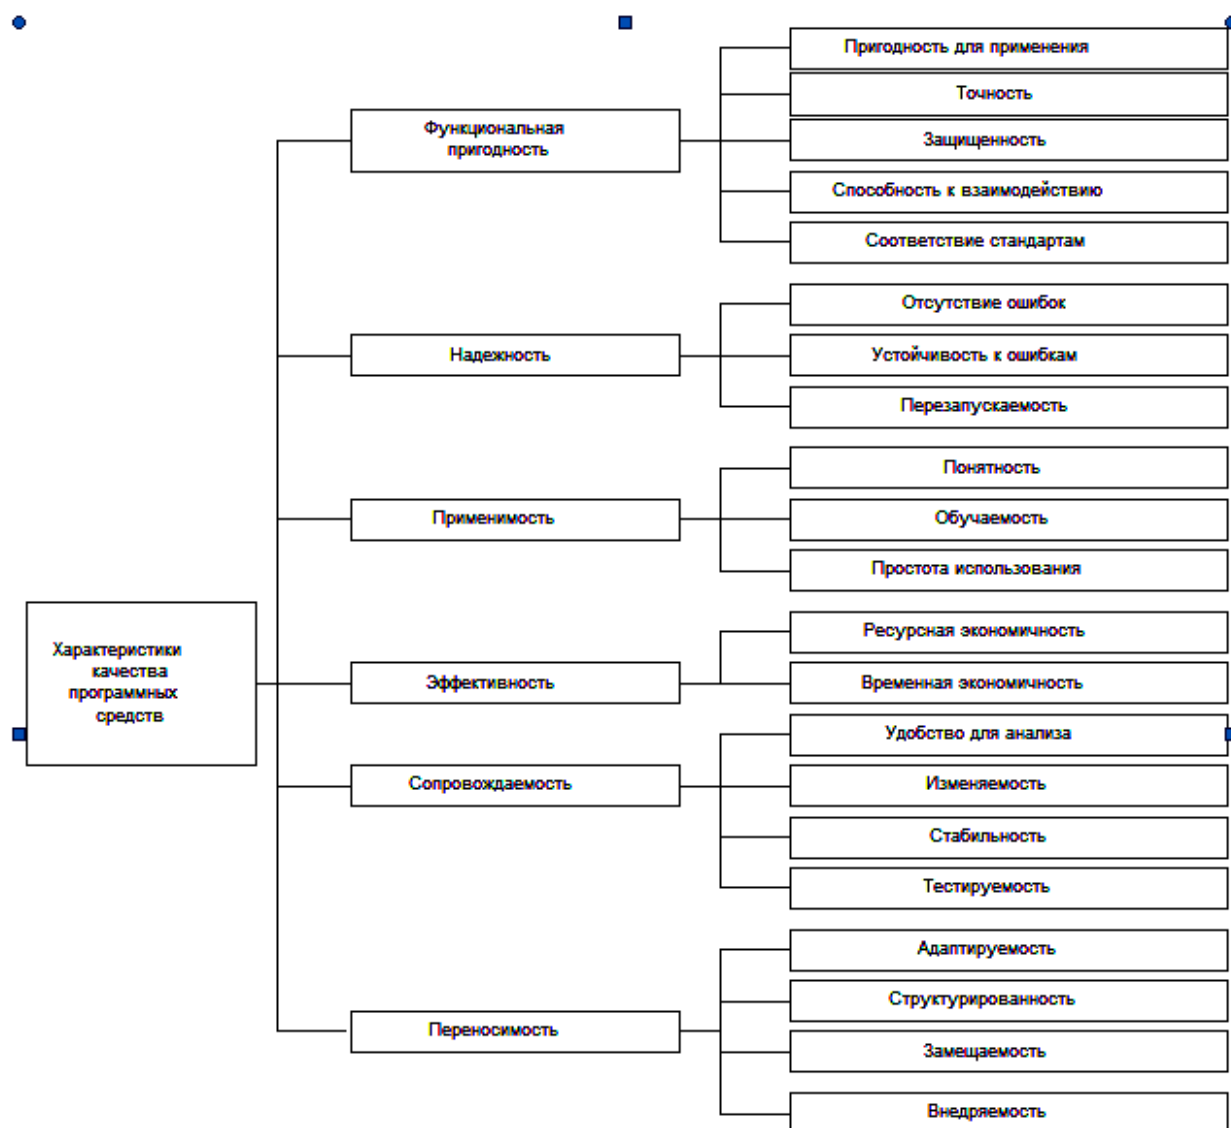 Характеристики
качества
программных
средств
Функциональная
пригодность
Пригодность для применения
Точность
Защищенность
Способность к взаимодействию
Соответствие стандартам
Надежность
Отсутствие ошибок
Устойчивость к ошибкам
Перезапускаемость
Применимость
Понятность
Обучаемость
Простота использования
Эффективность
Ресурсная экономичность
Временная экономичность
Сопровождаемость
Удобство для анализа
Изменяемость
Стабильность
Тестируемость
Переносимость
Адаптируемость
Структурированность
Замещаемость
Внедряемость